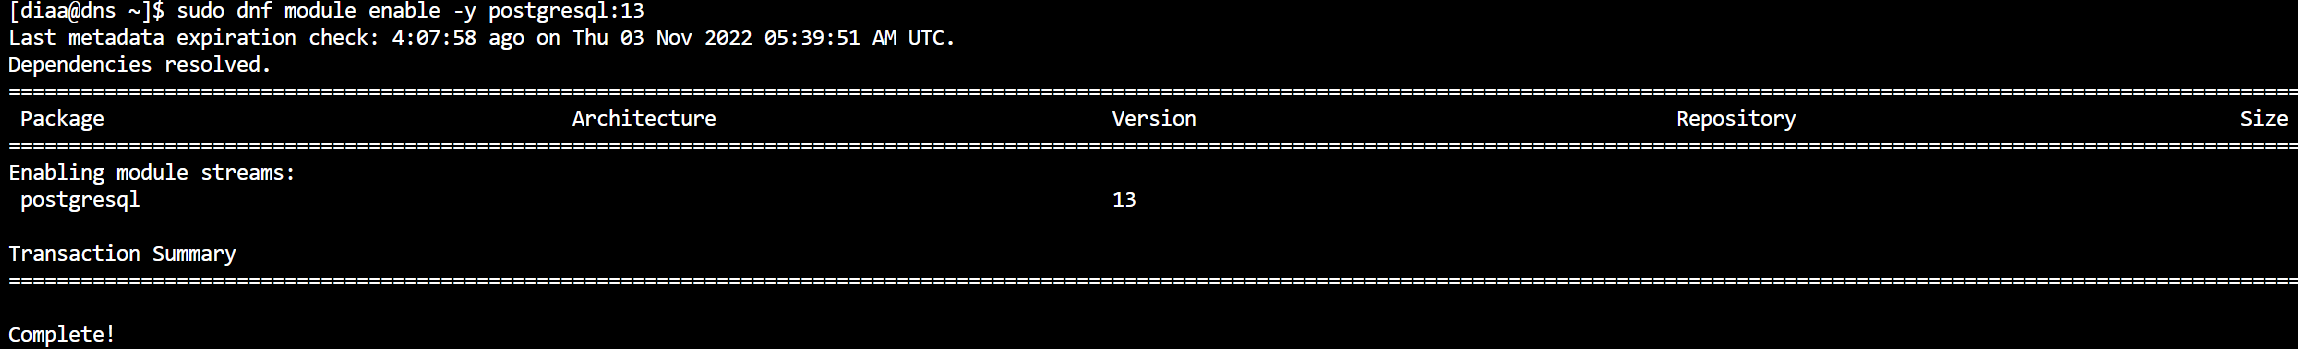 [diaa@dns ~]$ sudo dnf module enable -y postgresql:13
Last metadata expiration check: 4:07:58 ago on Thu 03 Nov 2022 05:39:51 AM UTC.
Dependencies resolved.
================================================================================
Package Architecture Version Repository Size
================================================================================
Enabling module streams:
postgresql 13
Transaction Summary
================================================================================
Complete!